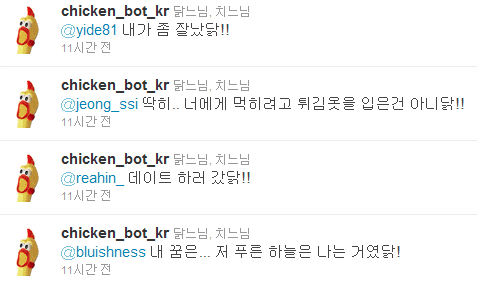 chicken_bot_kr 닭느님, 치느님
@yide81 내가 좀 잘났닭!!
11시간 전
chicken_bot_kr 닭느님, 치느님
@jeong_ssi 딱히.. 너에게 먹히려고 튀김옷을 입은건 아니닭!!
11시간 전
chicken_bot_kr 닭느님, 치느님
@reahin_ 데이트 하러 갔닭!!
11시간 전
chicken_bot_kr 닭느님, 치느님
@bluishness 내 꿈은... 저 푸른 하늘은 나는 거였닭!
11시간 전